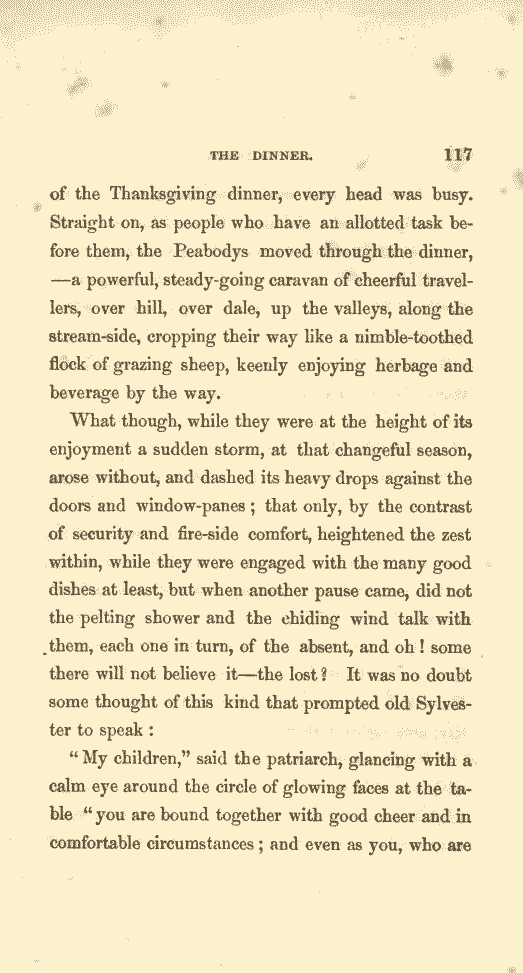 THE DINNER. 117
of the Thanksgiving dinner, every head was busy.
Straight on, as people who have an allotted task be-
fore them, the Peabodys moved through the dinner,
—a powerful, steady-going caravan of cheerful travel-
lers, over hill, over dale, up the valleys, along the
stream-side, cropping their way like a nimble-toothed
flock of grazing sheep, keenly enjoying herbage and
beverage by the way.
What though, while they were at the height of its
enjoyment a sudden storm, at that changeful season,
arose without, and dashed its heavy drops against the
doors and window-panes ; that only, by the contrast
of security and fire-side comfort, heightened the zest
within, while they were engaged with the many good
dishes at least, but when another pause came, did not
the pelting shower and the chiding wind talk with
them, each one in turn, of the absent, and oh ! some
there will not believe it—the lost ? It was no doubt
some thought of this kind that prompted old Sylves-
ter to speak :
“ My children,” said the patriarch, glancing with a
calm eye around the circle of glowing faces at the ta-
ble “ you are bound together with good cheer and in
comfortable circumstances ; and even as you, who are